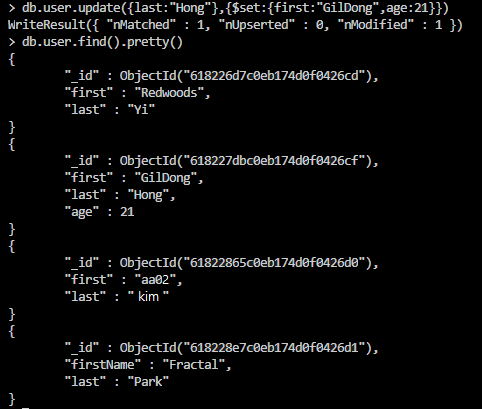 > db.user.update({last:"Hong"},{$set:{first:"GilDong",age:21}})
WriteResult({ "nMatched" : 1, "nUpserted" : 0, "nModified" : 1 })
> db.user.find().pretty()
{
        "_id" : ObjectId("618226d7c0eb174d0f0426cd"),
        "first" : "Redwoods",
        "last" : "Yi"
}
{
        "_id" : ObjectId("618227dbc0eb174d0f0426cf"),
        "first" : "GilDong",
        "last" : "Hong",
        "age" : 21
}
{
        "_id" : ObjectId("61822865c0eb174d0f0426d0"),
        "first" : "aa02",
        "last" : " kim "
}
{
        "_id" : ObjectId("618228e7c0eb174d0f0426d1"),
        "firstName" : "Fractal",
        "last" : "Park"
}